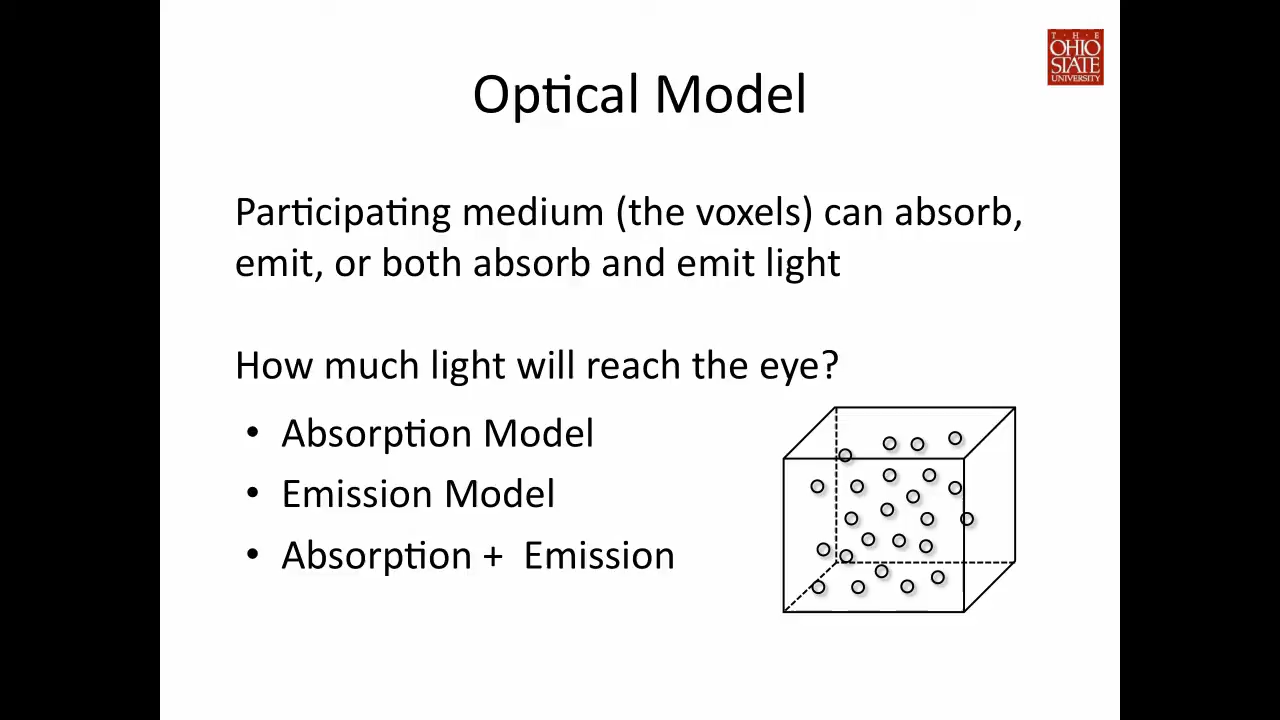 T · H · E
OHIO
STATE
UNIVERSITY
Optical Model
Participating medium (the voxels) can absorb,
emit, or both absorb and emit light
How much light will reach the eye?
• Absorption Model
• Emission Model
• Absorption + Emission